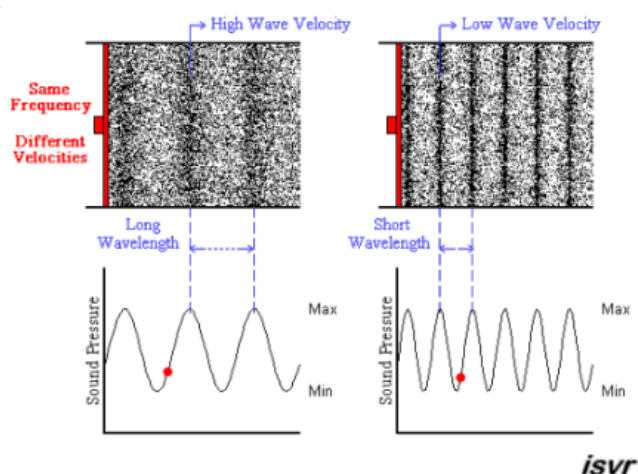 High Wave Velocity
Low Wave Velocity
Same
Frequency
Different
Velocities
Long
Wavelength
Short
Wavelength
Sound Pressure
Max
Min
Sound Pressure
Max
Min
isvr